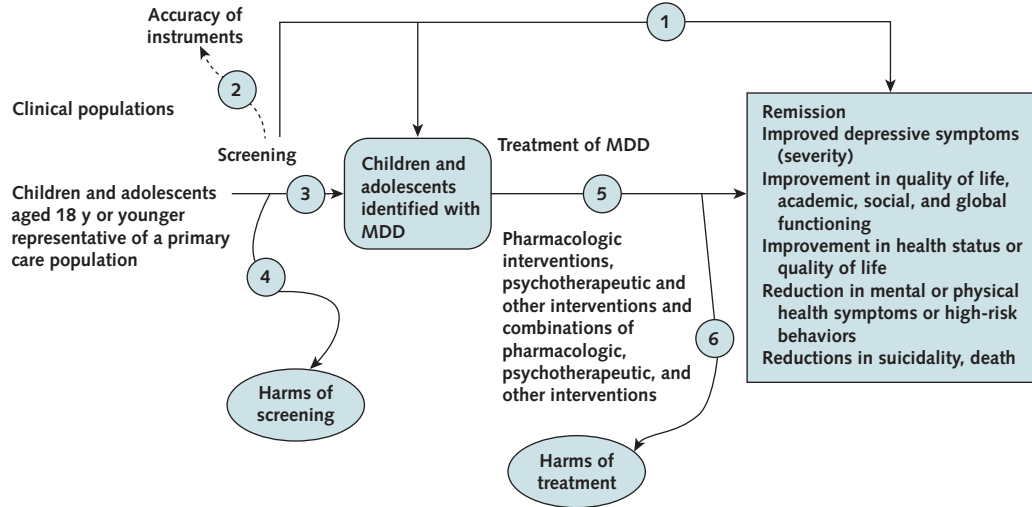 1
Accuracy of
instruments
2
Clinical populations
Screening
Children and adolescents
aged 18 y or younger
representative of a primary
care population
3
4
Harms of
screening
Children and
adolescents
identified with
MDD
Treatment of MDD
5
Pharmacologic
interventions,
psychotherapeutic and
other interventions and
combinations of
pharmacologic,
psychotherapeutic, and
other interventions
6
Harms of
treatment
Remission
Improved depressive symptoms
(severity)
Improvement in quality of life,
academic, social, and global
functioning
Improvement in health status or
quality of life
Reduction in mental or physical
health symptoms or high-risk
behaviors
Reductions in suicidality, death